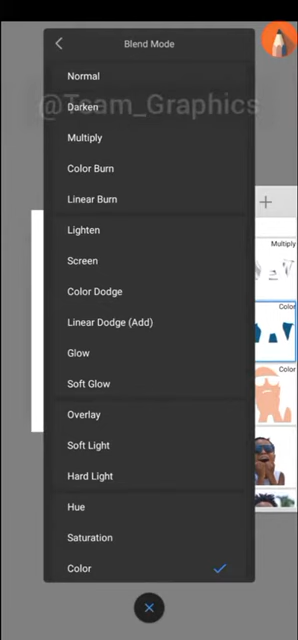 Blend Mode
Normal
@Team_Graphics
Darken
Multiply
Color Burn
Linear Burn
Lighten
Screen
Color Dodge
Linear Dodge (Add)
Glow
Soft Glow
Overlay
Soft Light
Hard Light
Hue
Saturation
Color
Multiply
Color
Color